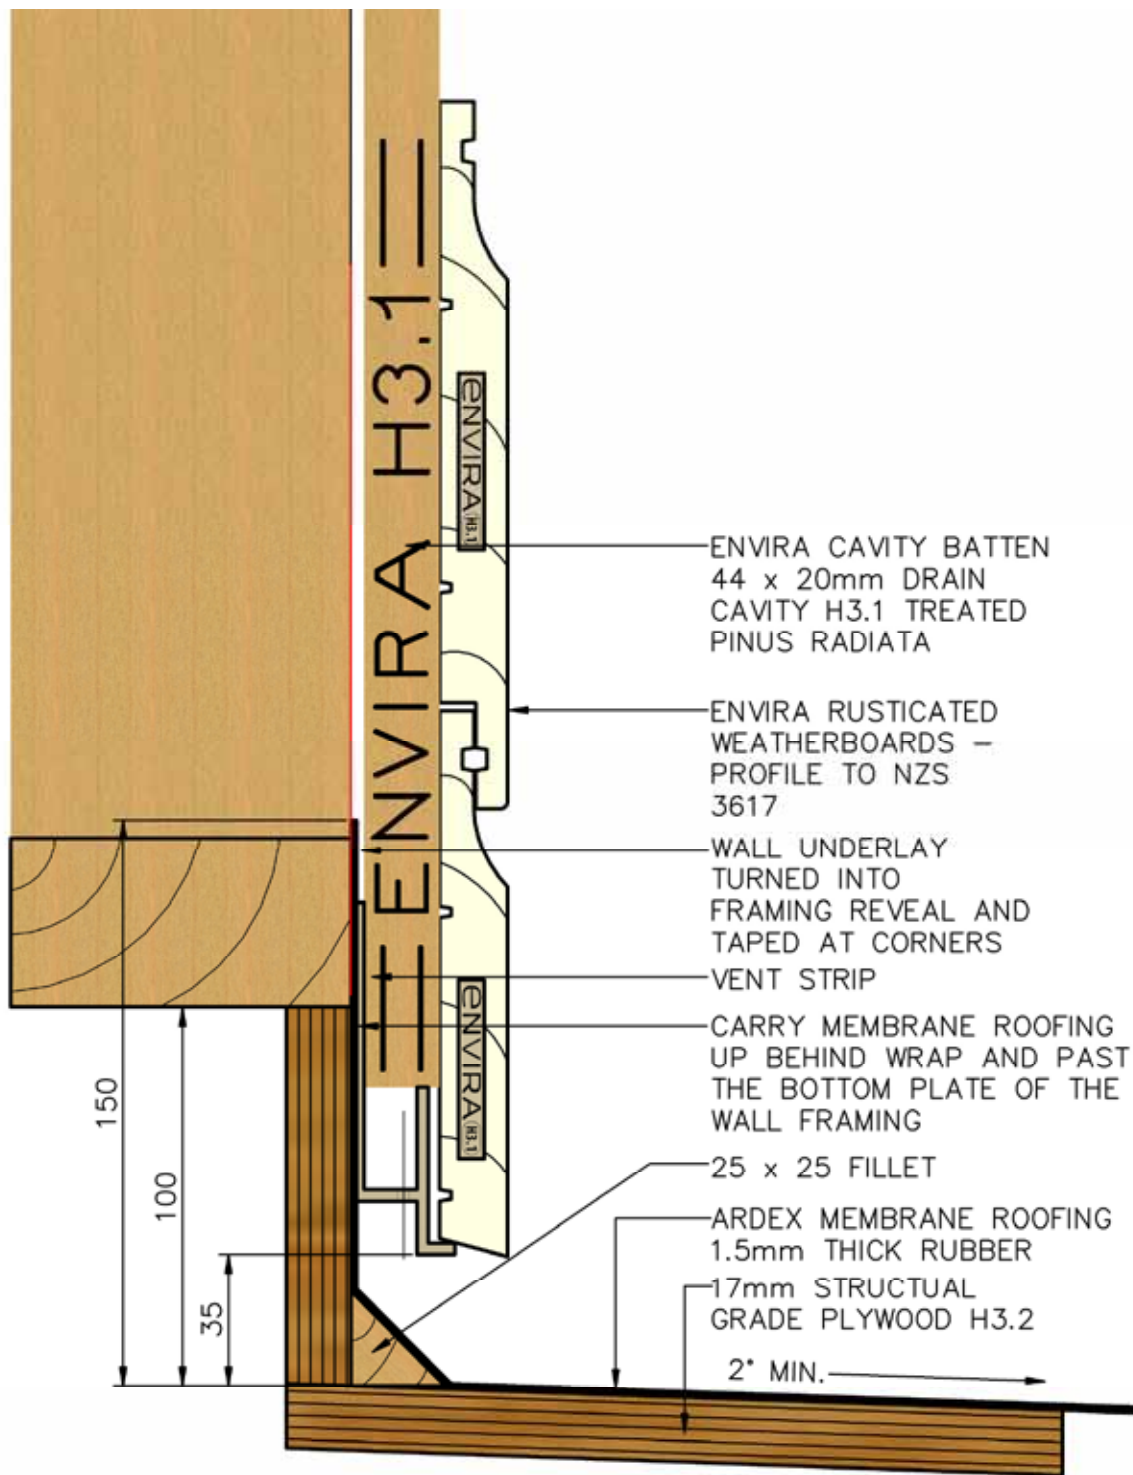 ENVIRA H3.1
ENVIRA H3.1
ENVIRA CAVITY BATTEN
44 x 20mm DRAIN
CAVITY H3.1 TREATED
PINUS RADIATA
ENVIRA RUSTICATED
WEATHERBOARDS –
PROFILE TO NZS
3617
WALL UNDERLAY
TURNED INTO
FRAMING REVEAL AND
TAPED AT CORNERS
VENT STRIP
CARRY MEMBRANE ROOFING
UP BEHIND WRAP AND PAST
THE BOTTOM PLATE OF THE
WALL FRAMING
ENVIRA H3.1
150
100
35
25 x 25 FILLET
ARDEX MEMBRANE ROOFING
1.5mm THICK RUBBER
17mm STRUCTUAL
GRADE PLYWOOD H3.2
2° MIN.